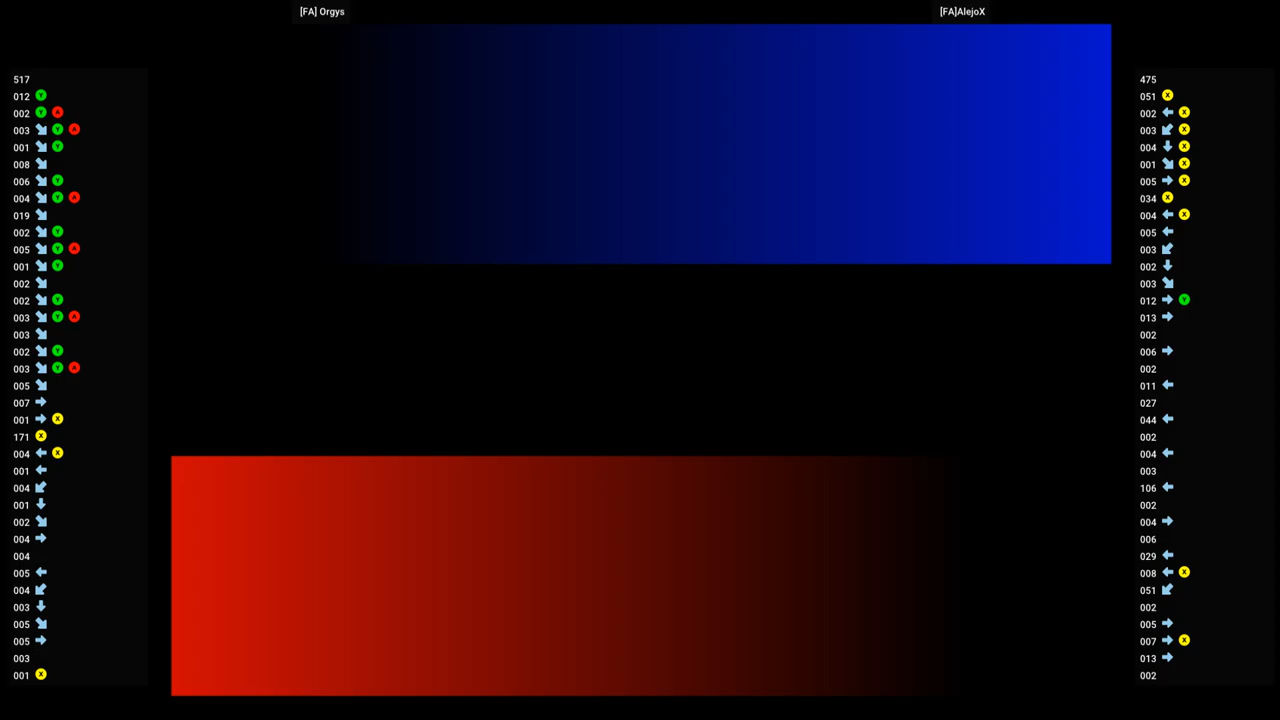 [FA] Orgys
[FA]AlejoX
517
012 Y
002 Y A
003 Y A
001 Y
008
006 Y
004 Y A
019
002 Y
005 Y A
001 Y
002
002 Y
003 Y A
003
002 Y
003 Y A
005
007
001 X
171 X
004 X
001
004
001
002
004
004
005
004
003
005
005
003
001 X
475
051 X
002 X
003 X
004 X
001 X
005 X
034 X
004 X
005
003
002
003
012 Y
013
002
006
002
011
027
044
002
004
003
106
002
004
006
029
008 X
051
002
005
007 X
013
002